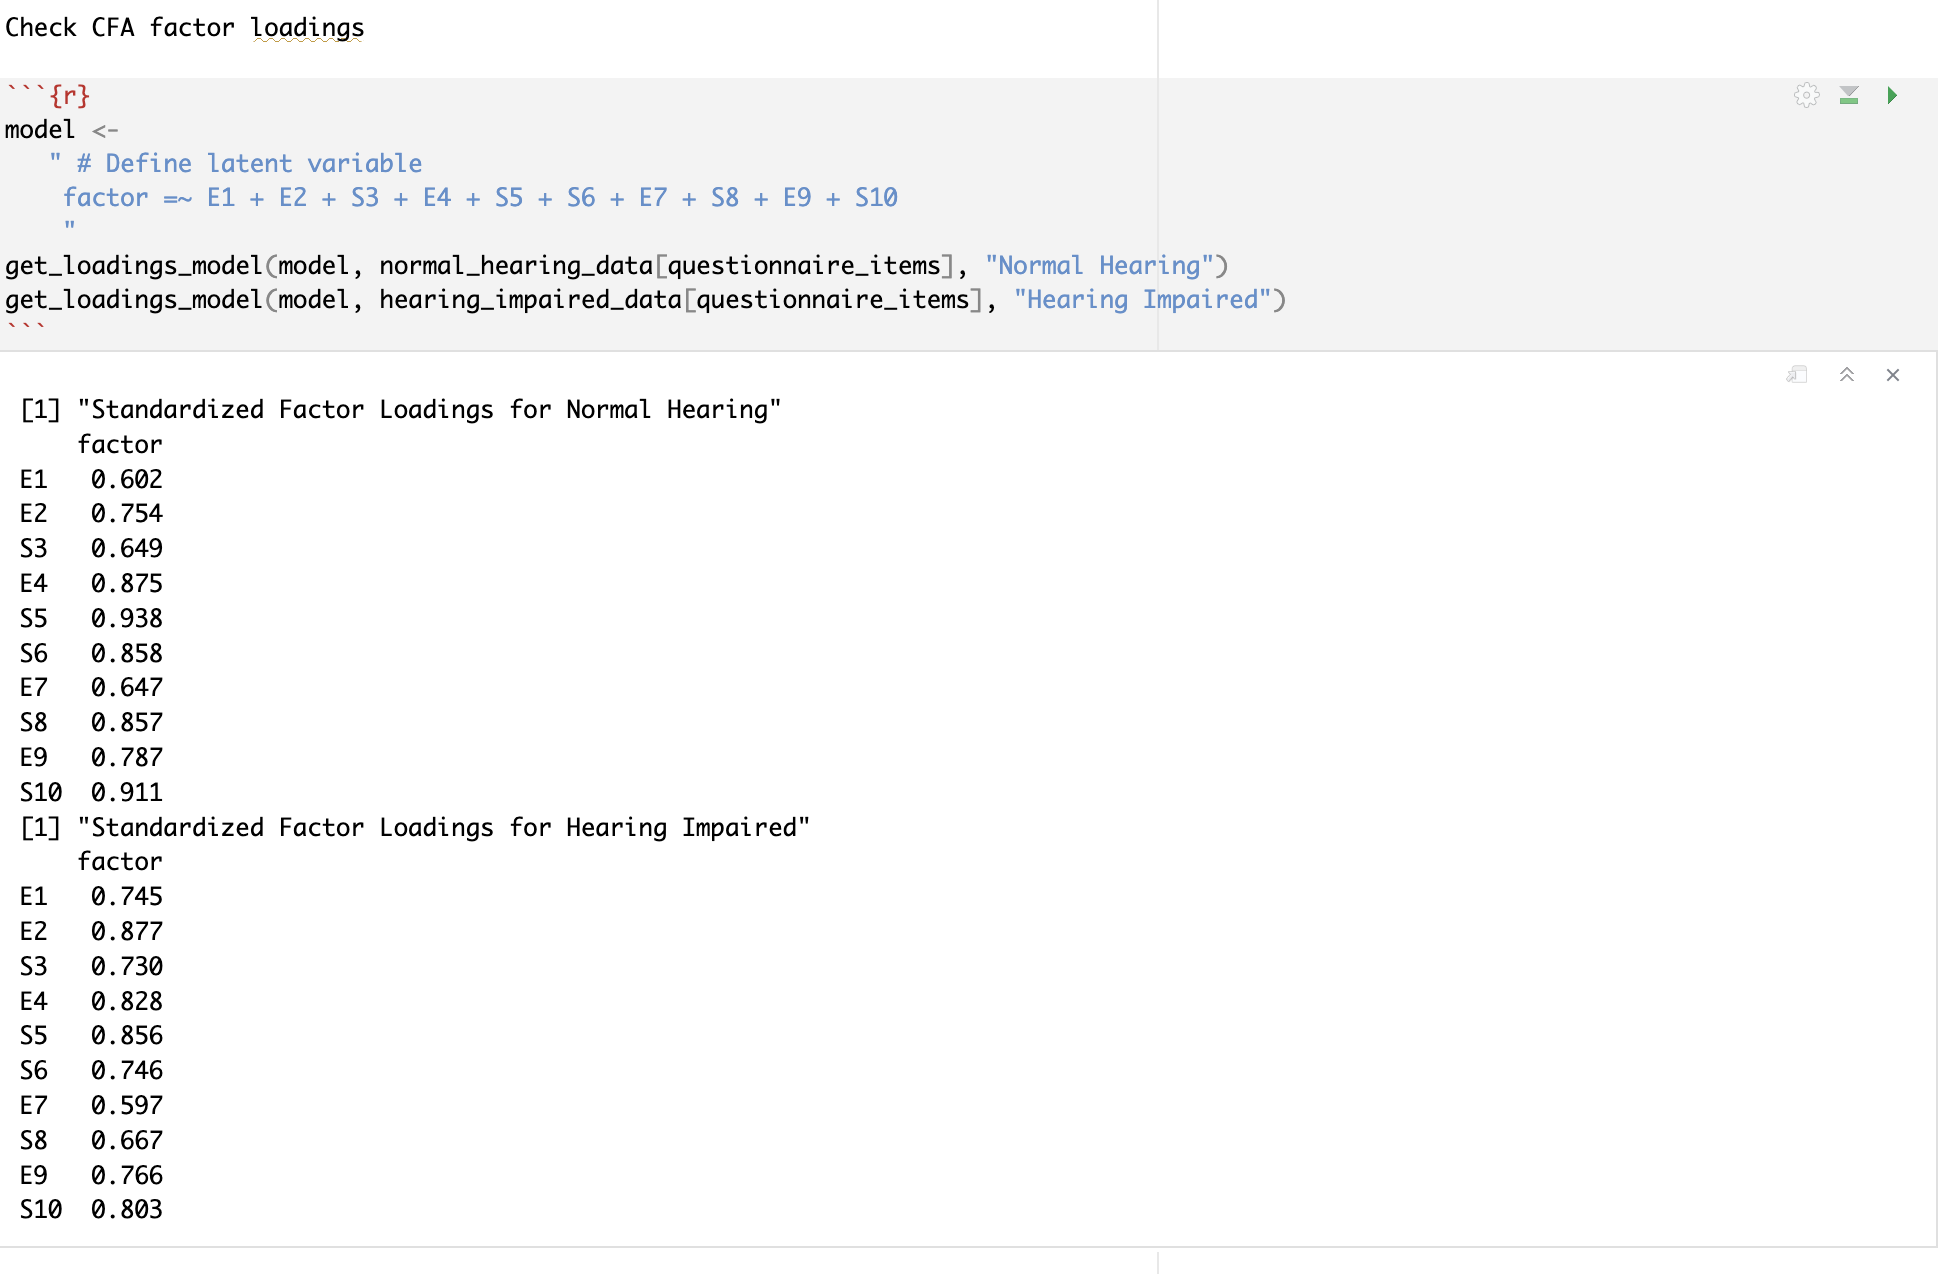 Check CFA factor loadings
```{r}
model <-
" # Define latent variable
factor =~ E1 + E2 + S3 + E4 + S5 + S6 + E7 + S8 + E9 + S10
"
get_loadings_model(model, normal_hearing_data[questionnaire_items], "Normal Hearing")
get_loadings_model(model, hearing_impaired_data[questionnaire_items], "Hearing Impaired")
```
[1] "Standardized Factor Loadings for Normal Hearing"
factor
E1 0.602
E2 0.754
S3 0.649
E4 0.875
S5 0.938
S6 0.858
E7 0.647
S8 0.857
E9 0.787
S10 0.911
[1] "Standardized Factor Loadings for Hearing Impaired"
factor
E1 0.745
E2 0.877
S3 0.730
E4 0.828
S5 0.856
S6 0.746
E7 0.597
S8 0.667
E9 0.766
S10 0.803